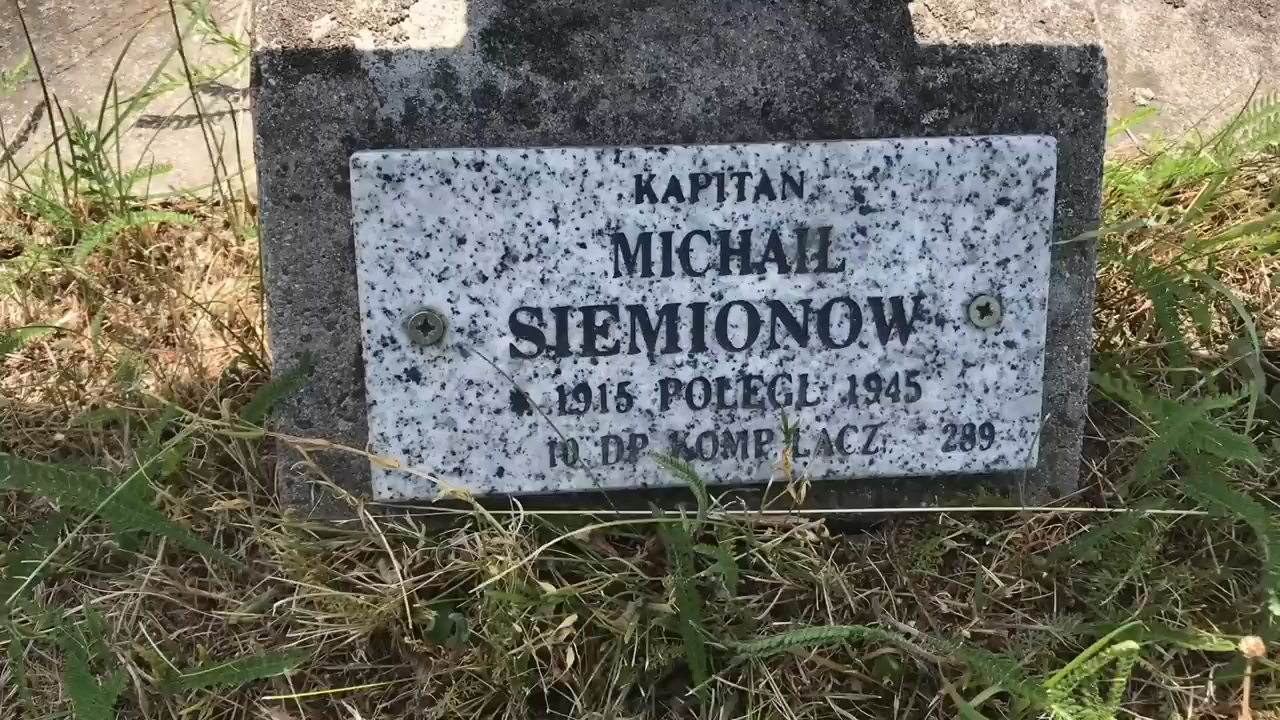 KAPITAN
MICHAIL
SIEMIONOW
* 1915 POLEGL 1945
10 DP KOMP LACZ. 289